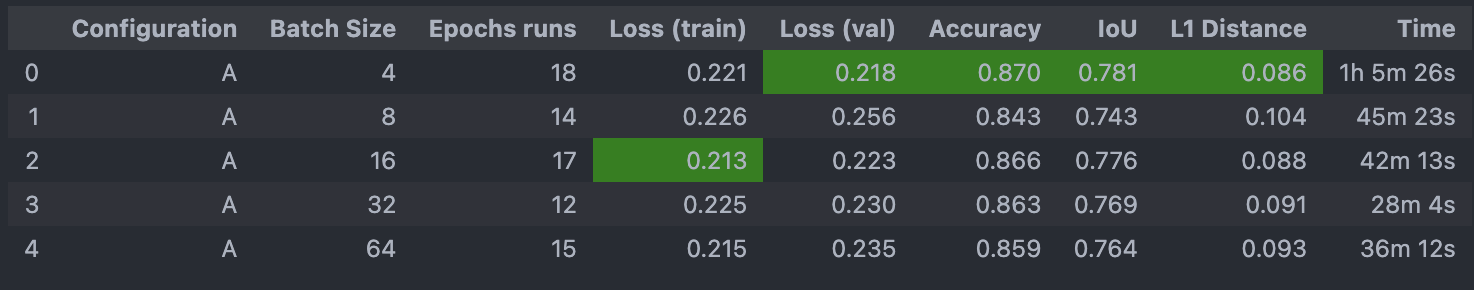 Configuration Batch Size Epochs runs Loss (train) Loss (val) Accuracy IoU L1 Distance Time
0 A 4 18 0.221 0.218 0.870 0.781 0.086 1h 5m 26s
1 A 8 14 0.226 0.256 0.843 0.743 0.104 45m 23s
2 A 16 17 0.213 0.223 0.866 0.776 0.088 42m 13s
3 A 32 12 0.225 0.230 0.863 0.769 0.091 28m 4s
4 A 64 15 0.215 0.235 0.859 0.764 0.093 36m 12s